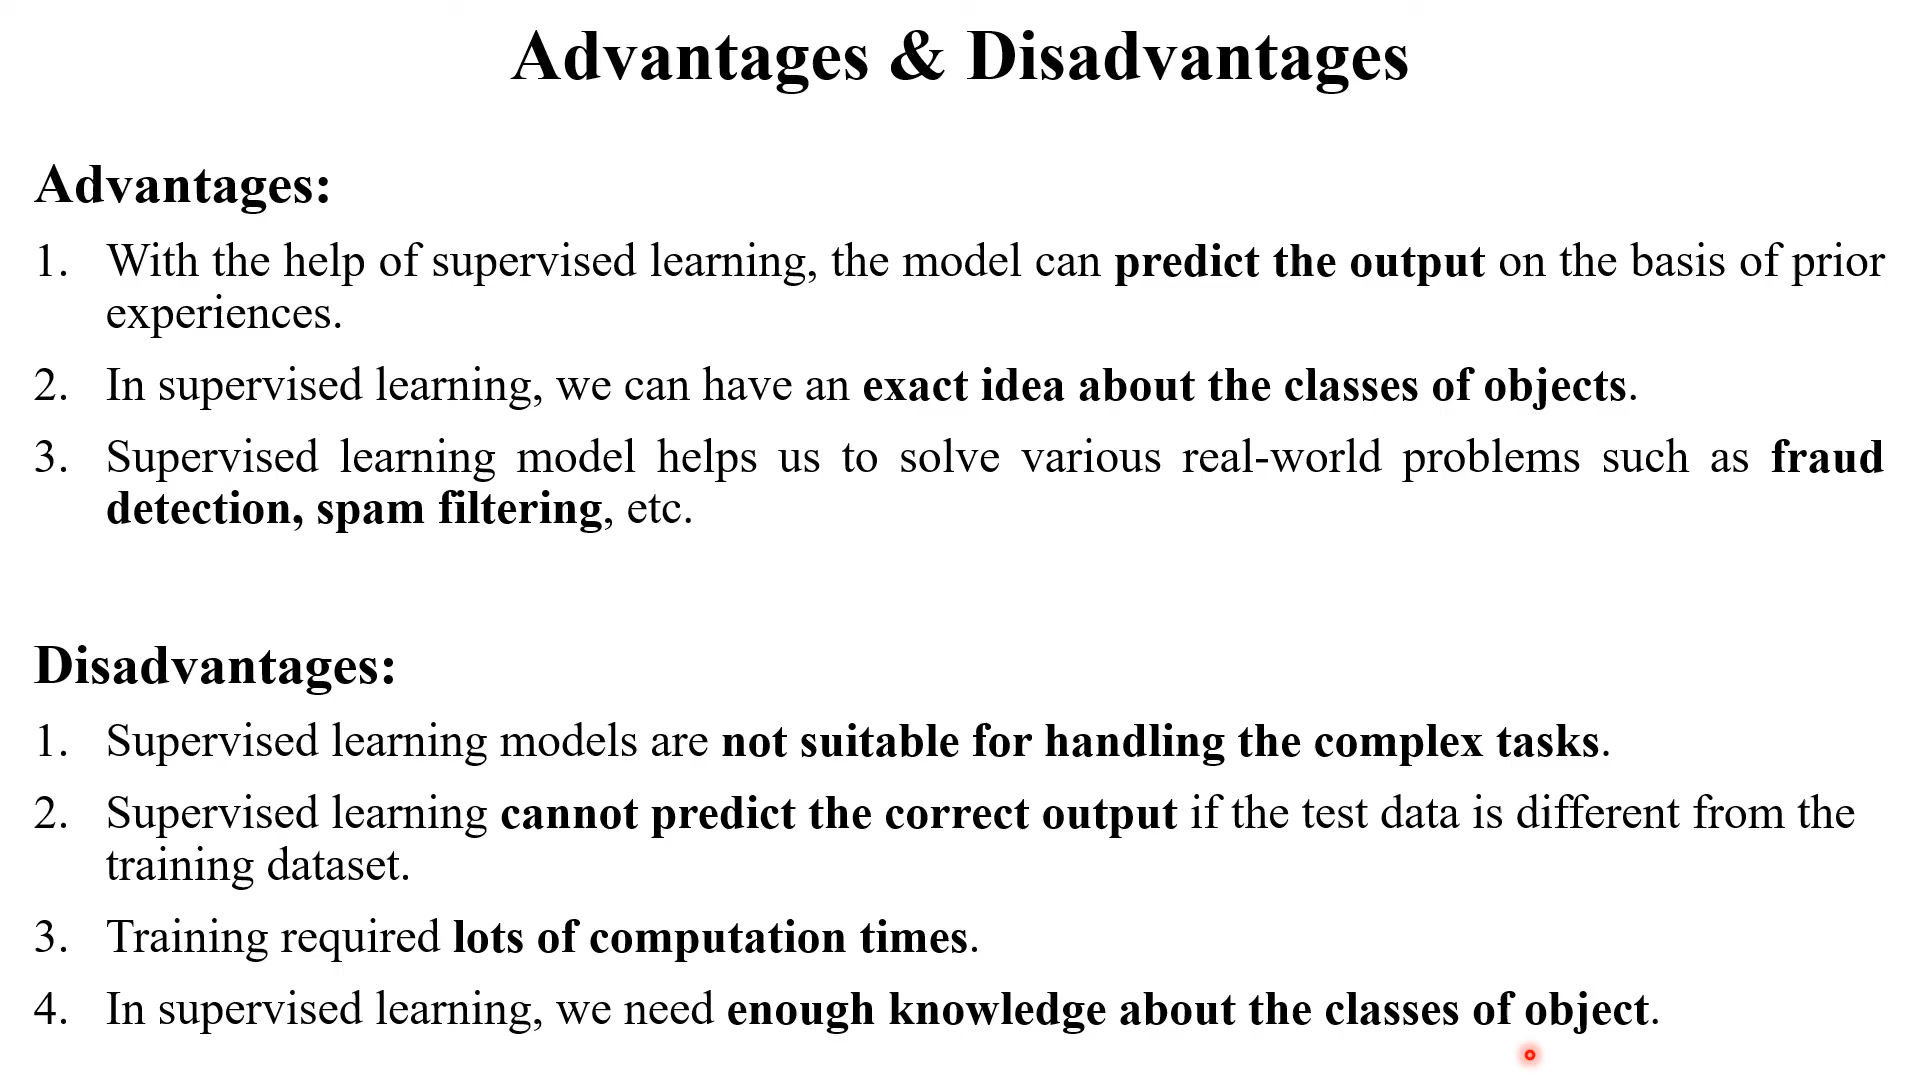 Advantages & Disadvantages
Advantages:
1. With the help of supervised learning, the model can predict the output on the basis of prior
experiences.
2. In supervised learning, we can have an exact idea about the classes of objects.
3. Supervised learning model helps us to solve various real-world problems such as fraud
detection, spam filtering, etc.
Disadvantages:
1. Supervised learning models are not suitable for handling the complex tasks.
2. Supervised learning cannot predict the correct output if the test data is different from the
training dataset.
3. Training required lots of computation times.
4. In supervised learning, we need enough knowledge about the classes of object.